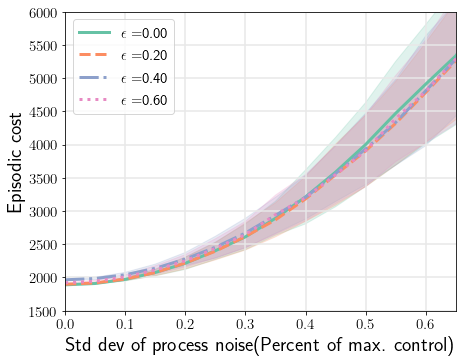 6000
5500
5000
4500
4000
3500
3000
2500
2000
1500
Episodic cost
ϵ =0.00
ϵ =0.20
ϵ =0.40
ϵ =0.60
0.0 0.1 0.2 0.3 0.4 0.5 0.6
Std dev of process noise(Percent of max. control)